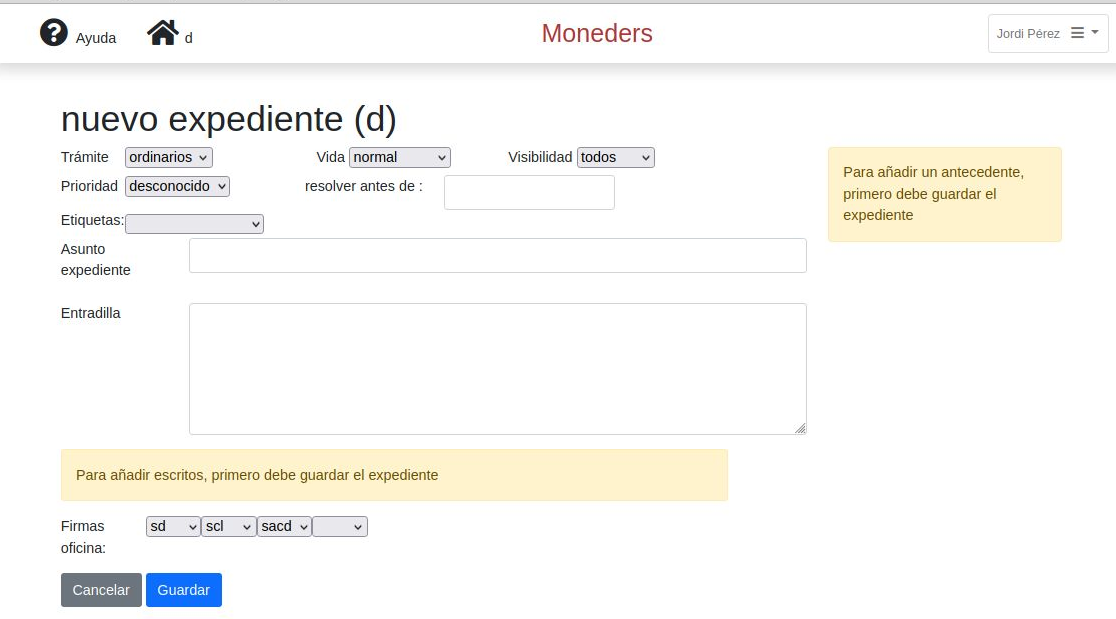 Ayuda d Moneders Jordi Pérez
nuevo expediente (d)
Trámite ordinarios Vida normal Visibilidad todos
Prioridad desconocido resolver antes de :
Etiquetas:
Asunto
expediente
Entradilla
Para añadir un antecedente,
primero debe guardar el
expediente
Para añadir escritos, primero debe guardar el expediente
Firmas
oficina:
sd scl sacd
Cancelar Guardar